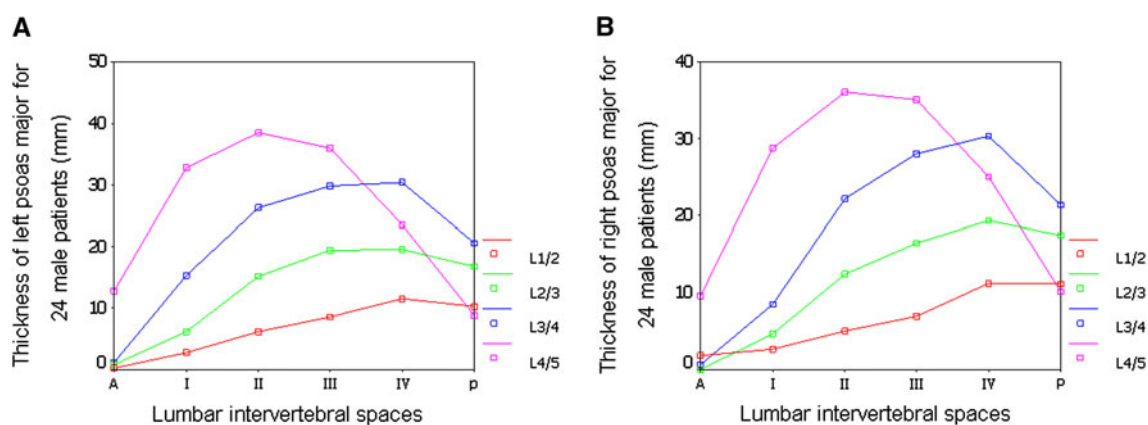 A
Thickness of left psoas major for
24 male patients (mm)
50
40
30
20
10
0
A I II III IV p
Lumbar intervertebral spaces
L1/2
L2/3
L3/4
L4/5
B
Thickness of right psoas major for
24 male patients (mm)
40
30
20
10
0
A I II III IV P
Lumbar intervertebral spaces
L1/2
L2/3
L3/4
L4/5